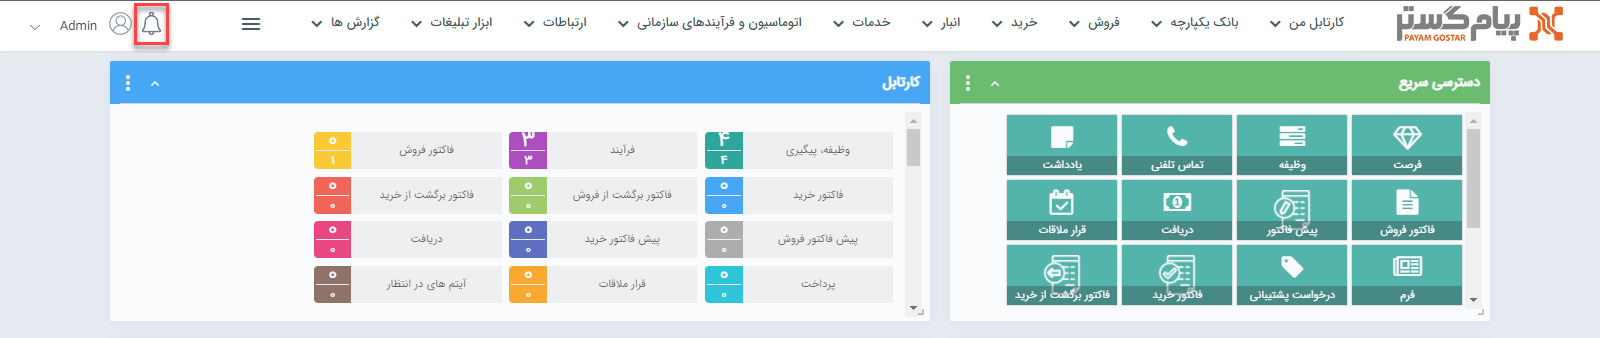 پیام گستر
PAYAM GOSTAR
کارتابل من
بانک یکپارچه
فروش
خرید
انبار
خدمات
اتوماسیون و فرآیندهای سازمانی
ارتباطات
ابزار تبلیغات
گزارش ها
Admin
دسترسی سریع
فرصت
وظیفه
تماس تلفنی
یادداشت
فاکتور فروش
پیش فاکتور
دریافت
قرار ملاقات
فرم
درخواست پشتیبانی
فاکتور خرید
فاکتور برگشت از خرید
کارتابل
وظیفه، پیگیری
۴
۴
فرآیند
۳
۳
فاکتور فروش
۰
۱
فاکتور خرید
۰
۰
فاکتور برگشت از فروش
۰
۰
فاکتور برگشت از خرید
۰
۰
پیش فاکتور فروش
۰
۰
پیش فاکتور خرید
۰
۰
دریافت
۰
۰
پرداخت
۰
۰
قرار ملاقات
۰
۰
آیتم های در انتظار
۰
۰